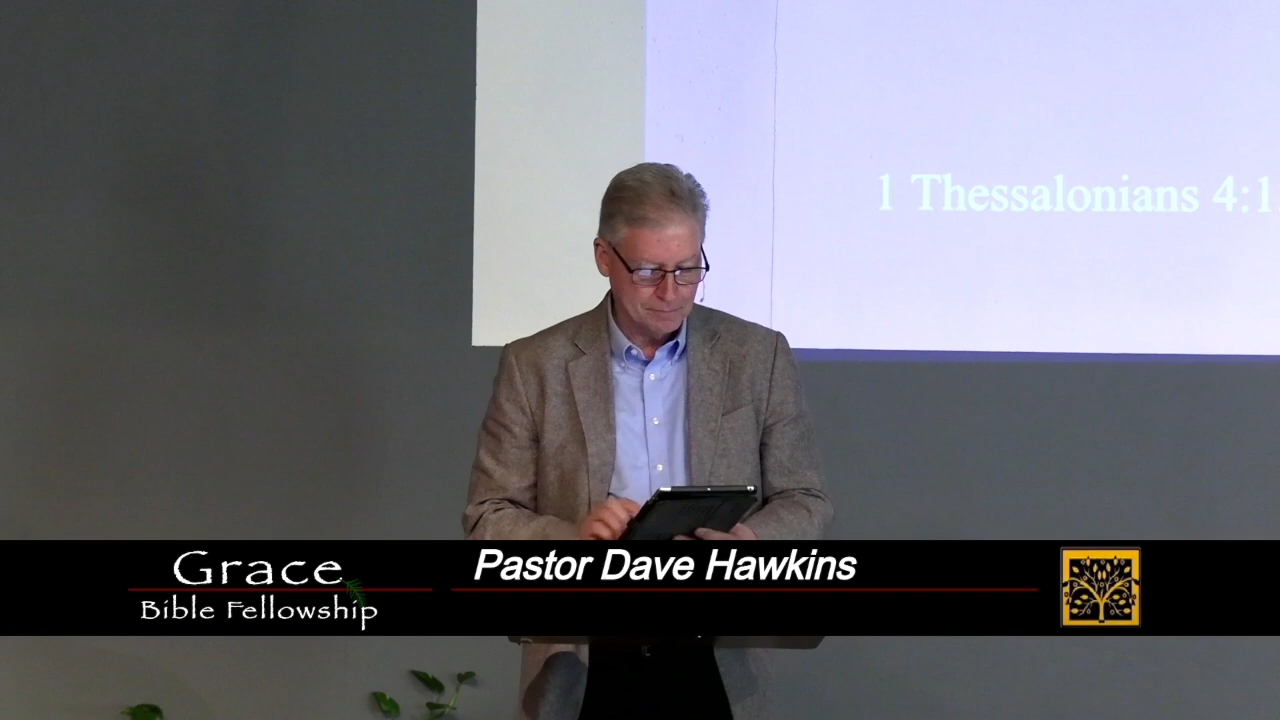 1 Thessalonians 4:1
Grace
Bible Fellowship
Pastor Dave Hawkins